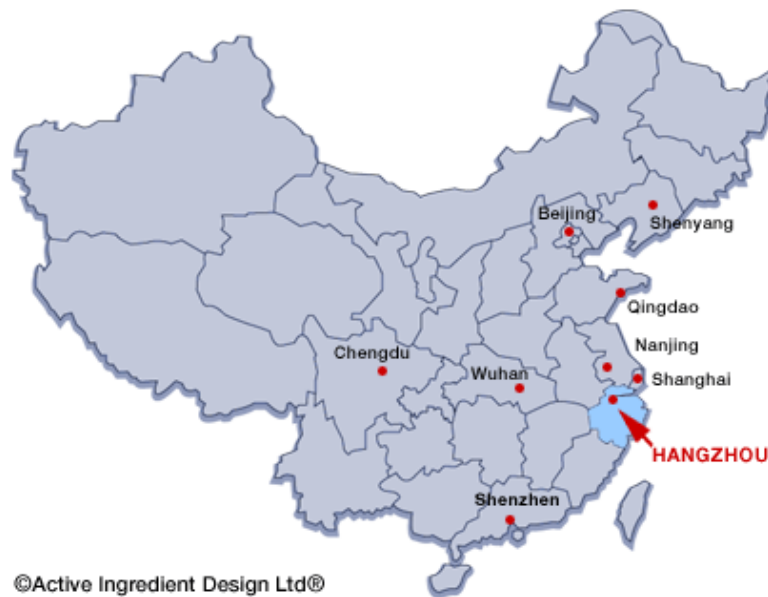 Beijing
Shenyang
Qingdao
Nanjing
Chengdu
Wuhan
Shanghai
HANGZHOU
Shenzhen
©Active Ingredient Design Ltd®